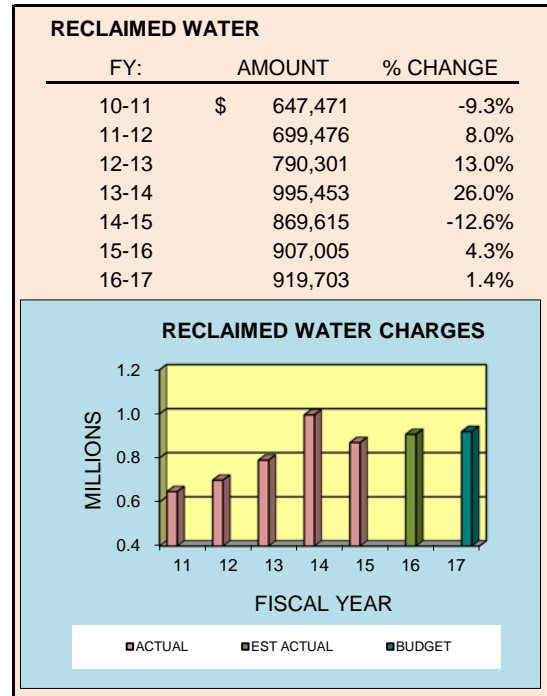 RECLAIMED WATER
FY: AMOUNT % CHANGE
10-11 $ 647,471 -9.3%
11-12 699,476 8.0%
12-13 790,301 13.0%
13-14 995,453 26.0%
14-15 869,615 -12.6%
15-16 907,005 4.3%
16-17 919,703 1.4%
RECLAIMED WATER CHARGES
1.2
1.0
0.8
0.6
0.4
MILLIONS
11 12 13 14 15 16 17
FISCAL YEAR
ACTUAL EST ACTUAL BUDGET